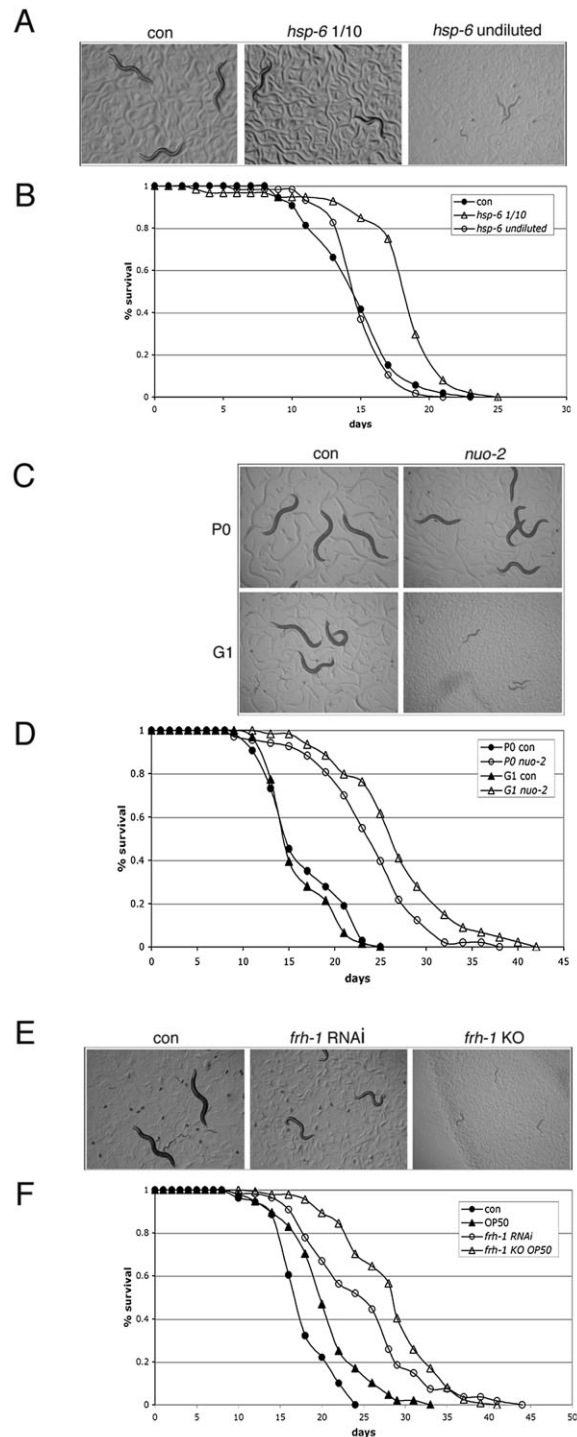 A
con
hsp-6 1/10
hsp-6 undiluted
B
1
0.8
0.6
0.4
0.2
0
% survival
con
hsp-6 1/10
hsp-6 undiluted
0 5 10 15 20 25 30
days
C
con
nuo-2
P0
G1
D
1
0.8
0.6
0.4
0.2
0
% survival
P0 con
P0 nuo-2
G1 con
G1 nuo-2
0 5 10 15 20 25 30 35 40 45
days
E
con
frh-1 RNAi
frh-1 KO
F
1
0.8
0.6
0.4
0.2
0
% survival
con
OP50
frh-1 RNAi
frh-1 KO OP50
0 5 10 15 20 25 30 35 40 45 50
days